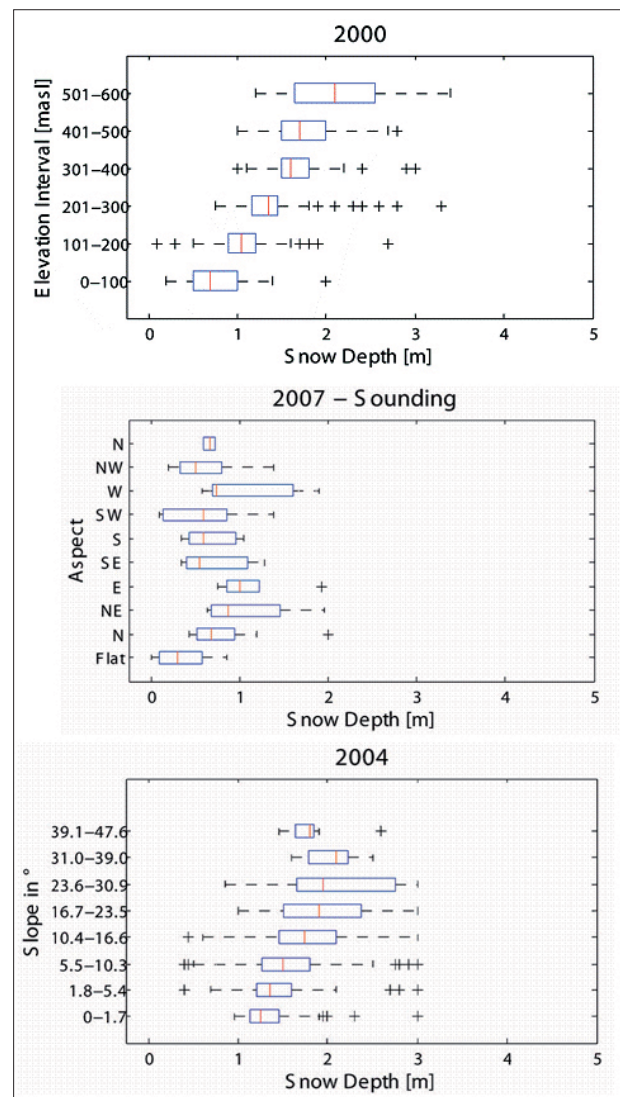 2000
Elevation Interval [masl]
501–600
401–500
301–400
201–300
101–200
0–100
0 1 2 3 4 5
Snow Depth [m]
2007 – Sounding
Aspect
N
NW
W
SW
S
SE
E
NE
N
Flat
0 1 2 3 4 5
Snow Depth [m]
2004
Slope in °
39.1–47.6
31.0–39.0
23.6–30.9
16.7–23.5
10.4–16.6
5.5–10.3
1.8–5.4
0–1.7
0 1 2 3 4 5
Snow Depth [m]